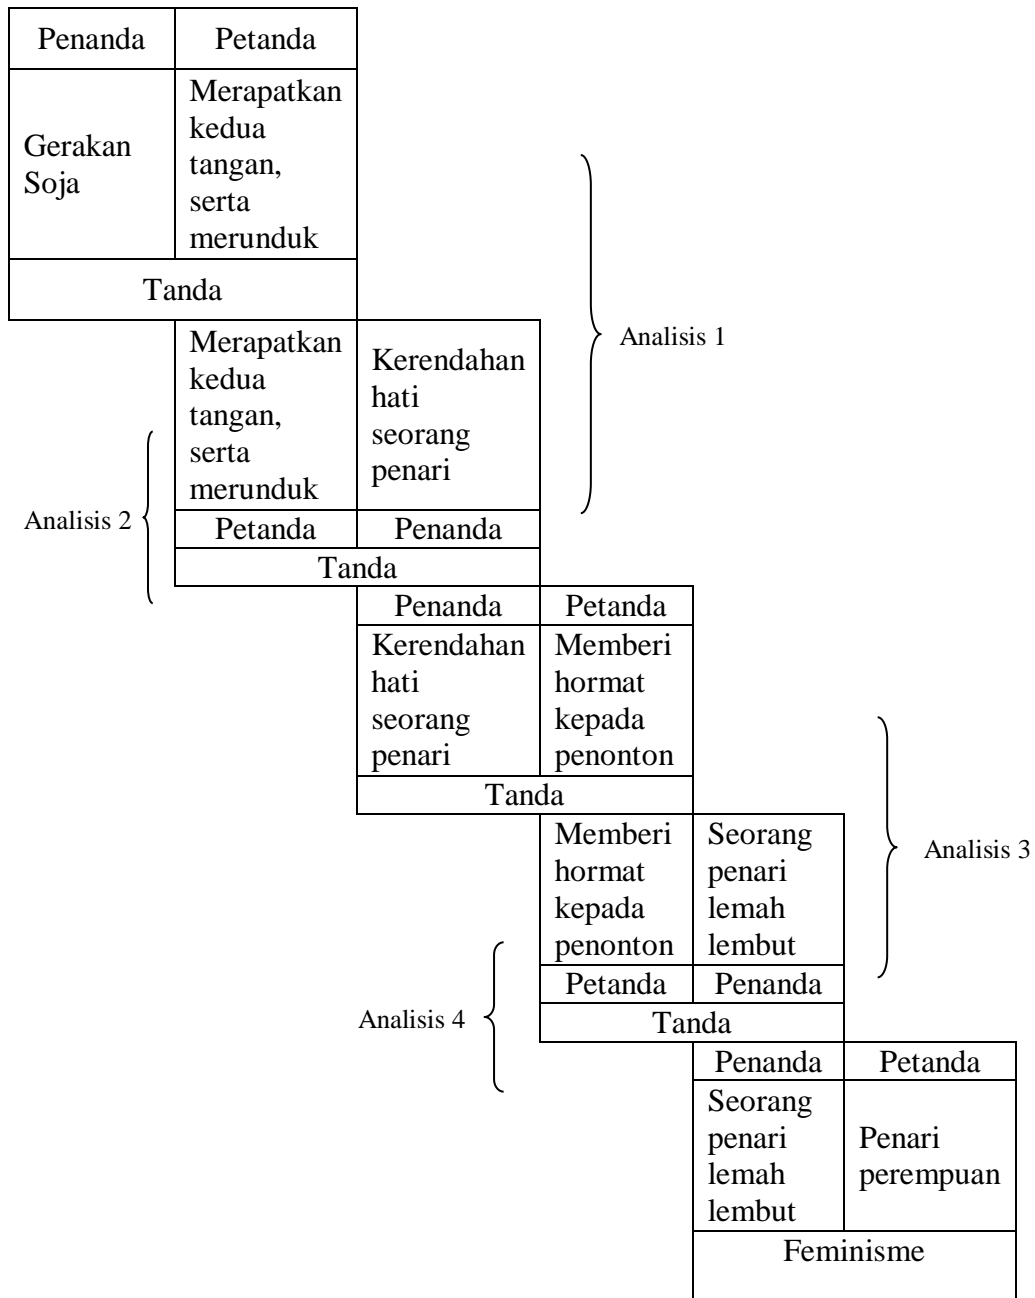 Penanda Petanda
Gerakan
Soja
Merapatkan
kedua
tangan,
serta
merunduk
Tanda
Analisis 1
Merapatkan
kedua
tangan,
serta
merunduk
Kerendahan
hati
seorang
penari
Analisis 2
Petanda Penanda
Tanda
Penanda Petanda
Kerendahan
hati
seorang
penari
Memberi
hormat
kepada
penonton
Tanda
Analisis 3
Memberi
hormat
kepada
penonton
Seorang
penari
lemah
lembut
Petanda Penanda
Analisis 4
Tanda
Penanda Petanda
Seorang
penari
lemah
lembut
Penari
perempuan
Feminisme